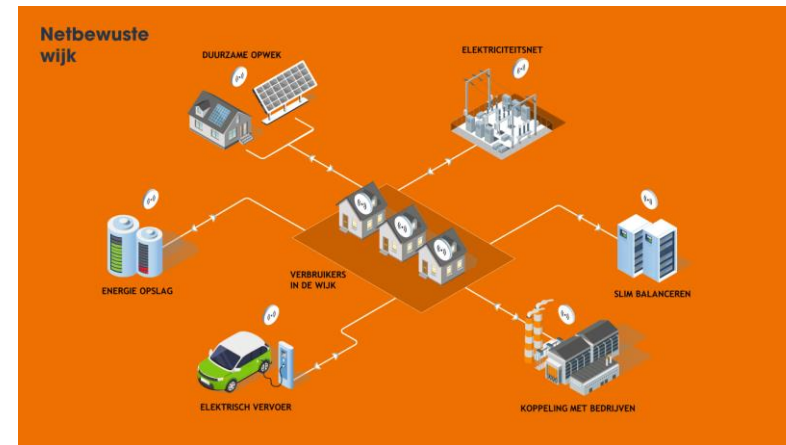 Netbewuste
wijk
DUURZAME OPWEK
ELEKTRICITEITSNET
ENERGIE OPSLAG
VERBRUIKERS
IN DE WIJK
SLIM BALANCEREN
ELEKTRISCH VERVOER
KOPPELING MET BEDRIJVEN